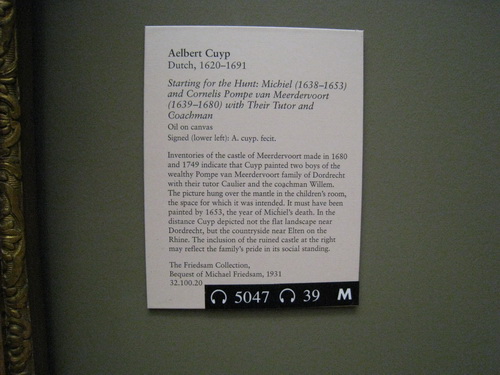 Aelbert Cuyp
Dutch, 1620–1691
Starting for the Hunt: Michiel (1638–1653)
and Cornelis Pompe van Meerdervoort
(1639–1680) with Their Tutor and
Coachman
Oil on canvas
Signed (lower left): A. cuyp. fecit.
Inventories of the castle of Meerdervoort made in 1680
and 1749 indicate that Cuyp painted two boys of the
wealthy Pompe van Meerdervoort family of Dordrecht
with their tutor Caulier and the coachman Willem.
The picture hung over the mantle in the children's room,
the space for which it was intended. It must have been
painted by 1653, the year of Michiel's death. In the
distance Cuyp depicted not the flat landscape near
Dordrecht, but the countryside near Elten on the
Rhine. The inclusion of the ruined castle at the right
may reflect the family's pride in its social standing.
The Friedsam Collection,
Bequest of Michael Friedsam, 1931
32.100.20
5047 39 M